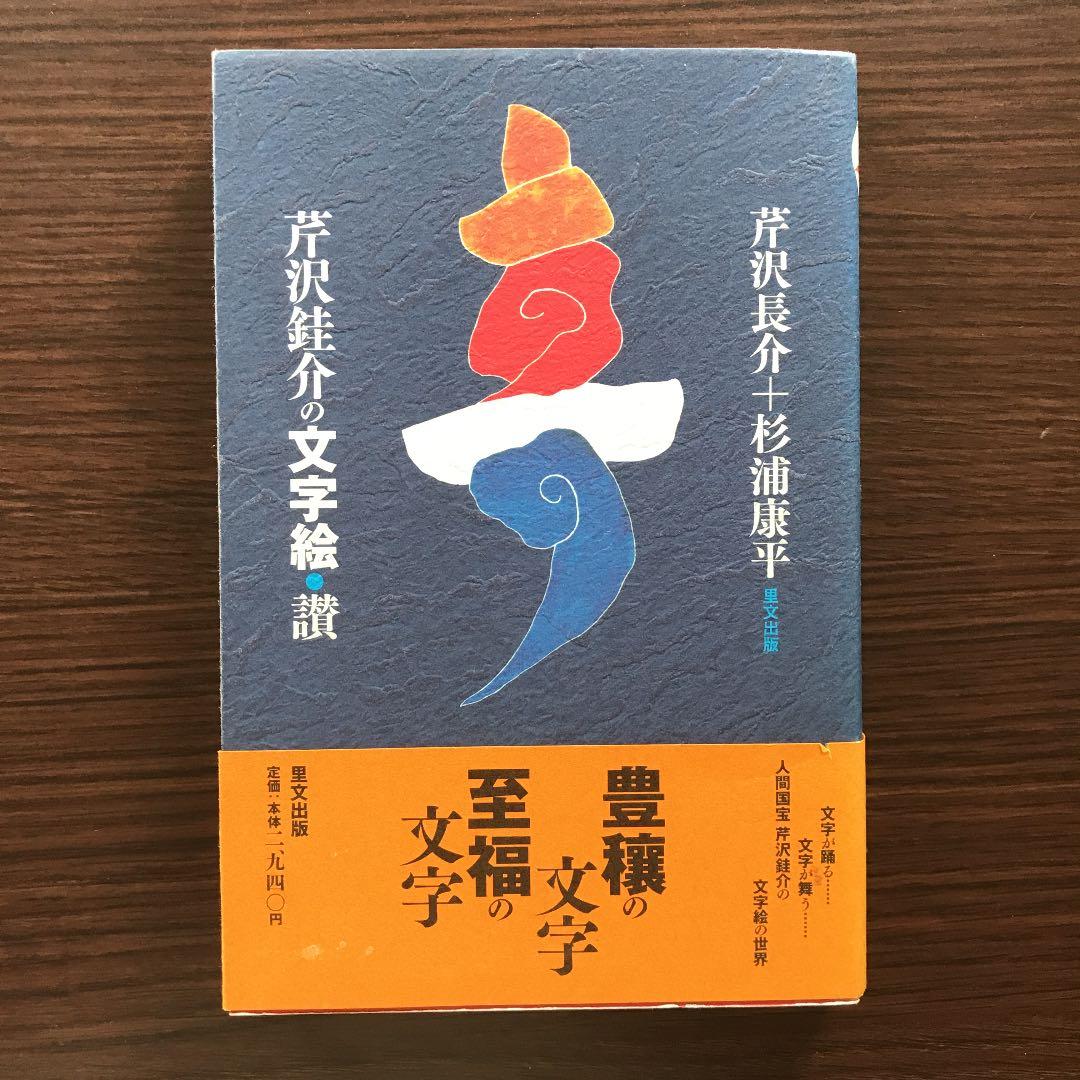 芹沢長介＋杉浦康平
里文出版
芹沢銈介の文字絵・讃
文字が踊る……
文字が舞う……
人間国宝 芹沢銈介の
文字絵の世界
豊穣の
文字
至福の
文字
里文出版
定価：本体二、九四〇円